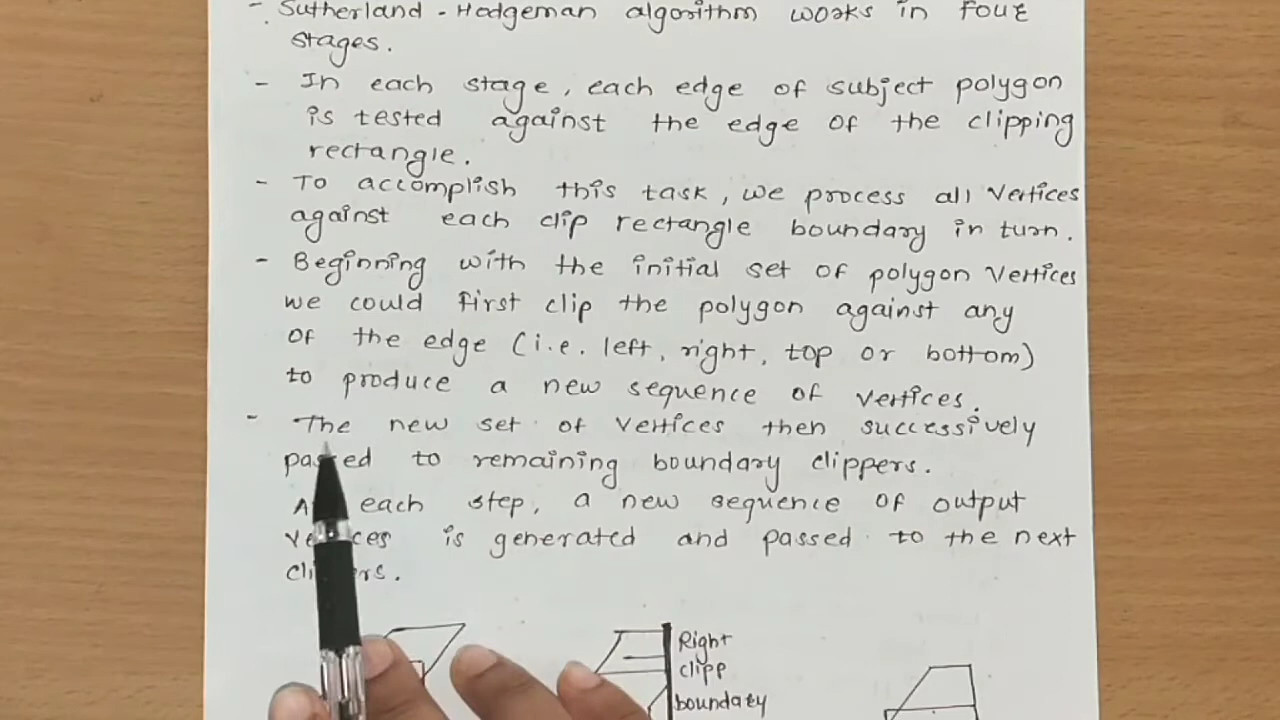 - Sutherland - Hodgeman algorithm works in four
stages.
- In each stage, each edge of subject polygon
is tested against the edge of the clipping
rectangle.
- To accomplish this task, we process all vertices
against each clip rectangle boundary in turn.
- Beginning with the initial set of polygon vertices
we could first clip the polygon against any
of the edge (i.e. left, right, top or bottom)
to produce a new sequence of vertices.
- The new set of vertices then successively
passed to remaining boundary clippers.
each step, a new sequence of output
is generated and passed to the next
Right
clipp
boundary